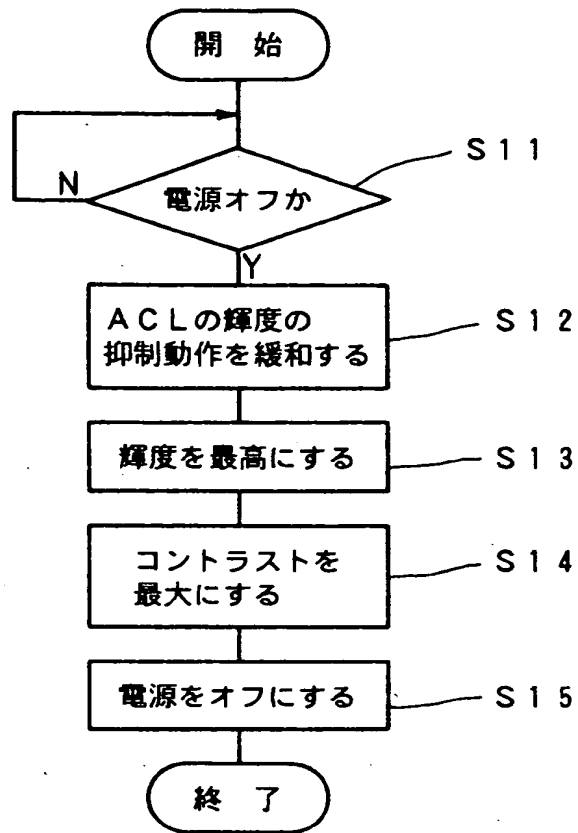 開 始
S11
電源オフか
N
Y
ACLの輝度の
抑制動作を緩和する
S12
輝度を最高にする
S13
コントラストを
最大にする
S14
電源をオフにする
S15
終 了